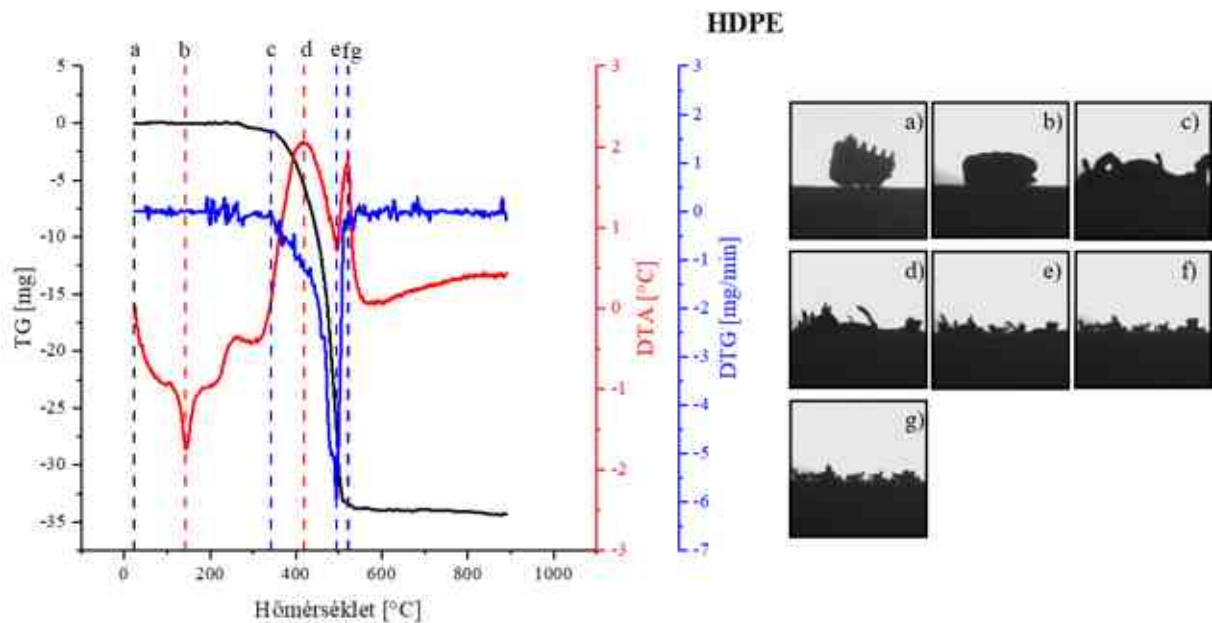 HDPE
a b c d e f g
5
0
-5
-10
-15
-20
-25
-30
-35
TG [mg]
0 200 400 600 800 1000
Hőmérséklet [°C]
3
2
1
0
-1
-2
-3
DTA [°C]
3
2
1
0
-1
-2
-3
-4
-5
-6
-7
DTG [mg/min]
a) b) c)
d) e) f)
g)